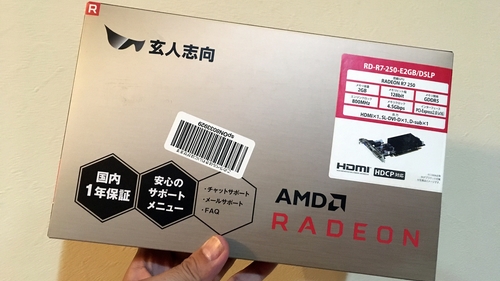 R
玄人志向
RD-R7-250-E2GB/D5LP
RADEON R7 250
2GB
128bit
GDDR5
800MHz
4.5Gbps
HDMI×1, SL-DVI-D×1, D-sub×1
HDMI
HDCP 対応
国内
1年保証
安心の
サポート
メニュー
・チャットサポート
・メールサポート
・FAQ
AMD
RADEON